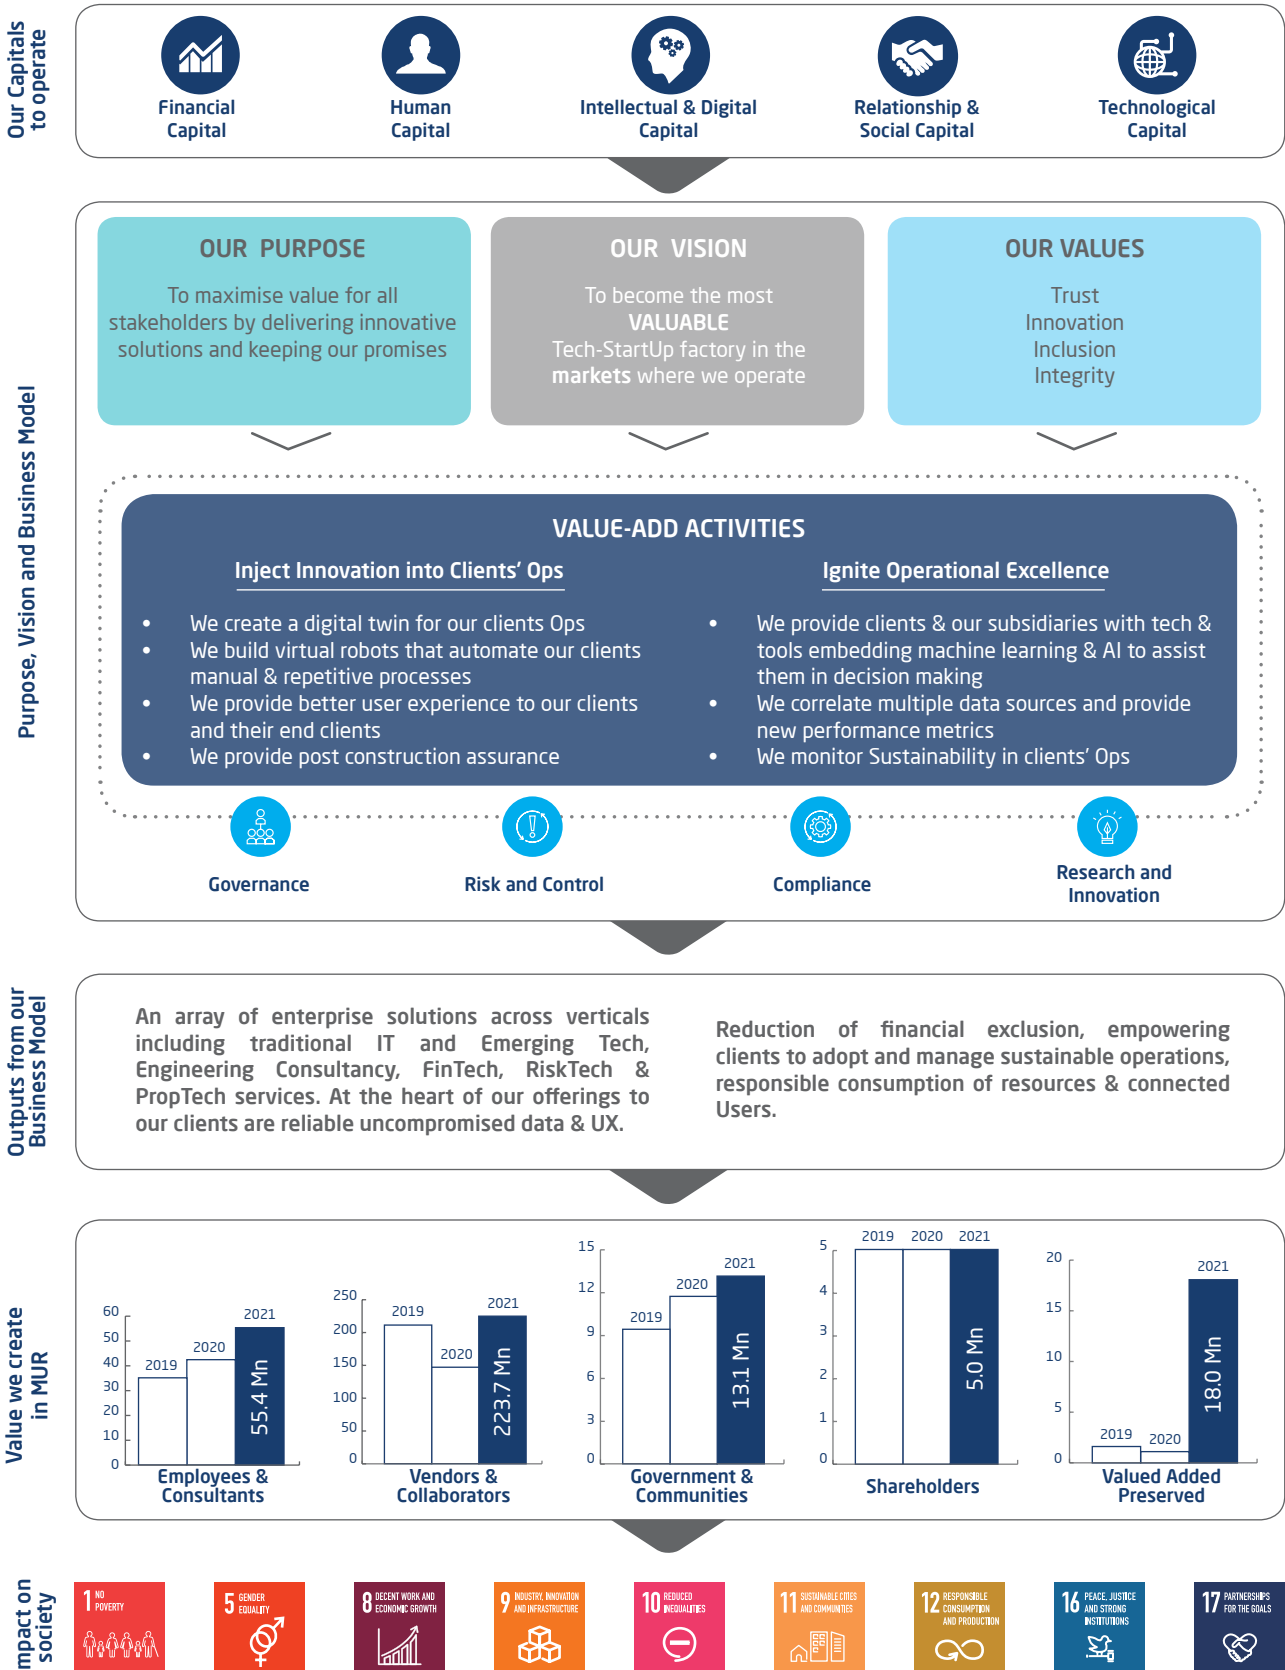 Our Capitals
to operate
Financial
Capital
Human
Capital
Intellectual & Digital
Capital
Relationship &
Social Capital
Technological
Capital
Purpose, Vision and Business Model
OUR PURPOSE
To maximise value for all
stakeholders by delivering innovative
solutions and keeping our promises
OUR VISION
To become the most
VALUABLE
Tech-StartUp factory in the
markets where we operate
OUR VALUES
Trust
Innovation
Inclusion
Integrity
VALUE-ADD ACTIVITIES
Inject Innovation into Clients' Ops
• We create a digital twin for our clients Ops
• We build virtual robots that automate our clients
manual & repetitive processes
• We provide better user experience to our clients
and their end clients
• We provide post construction assurance
Ignite Operational Excellence
• We provide clients & our subsidiaries with tech &
tools embedding machine learning & AI to assist
them in decision making
• We correlate multiple data sources and provide
new performance metrics
• We monitor Sustainability in clients' Ops
Governance
Risk and Control
Compliance
Research and
Innovation
Outputs from our
Business Model
An array of enterprise solutions across verticals
including traditional IT and Emerging Tech,
Engineering Consultancy, FinTech, RiskTech &
PropTech services. At the heart of our offerings to
our clients are reliable uncompromised data & UX.
Reduction of financial exclusion, empowering
clients to adopt and manage sustainable operations,
responsible consumption of resources & connected
Users.
Value we create
in MUR
60
50
40
30
20
10
0
2019
2020
2021
55.4 Mn
Employees &
Consultants
250
200
150
100
50
0
2019
2020
2021
223.7 Mn
Vendors &
Collaborators
15
12
9
6
3
0
2019
2020
2021
13.1 Mn
Government &
Communities
5
4
3
2
1
0
2019
2020
2021
5.0 Mn
Shareholders
20
15
10
5
0
2019
2020
2021
18.0 Mn
Valued Added
Preserved
mpact on
society
1 NO
POVERTY
5 GENDER
EQUALITY
8 DECENT WORK AND
ECONOMIC GROWTH
9 INDUSTRY, INNOVATION
AND INFRASTRUCTURE
10 REDUCED
INEQUALITIES
11 SUSTAINABLE CITIES
AND COMMUNITIES
12 RESPONSIBLE
CONSUMPTION
AND PRODUCTION
16 PEACE, JUSTICE
AND STRONG
INSTITUTIONS
17 PARTNERSHIPS
FOR THE GOALS